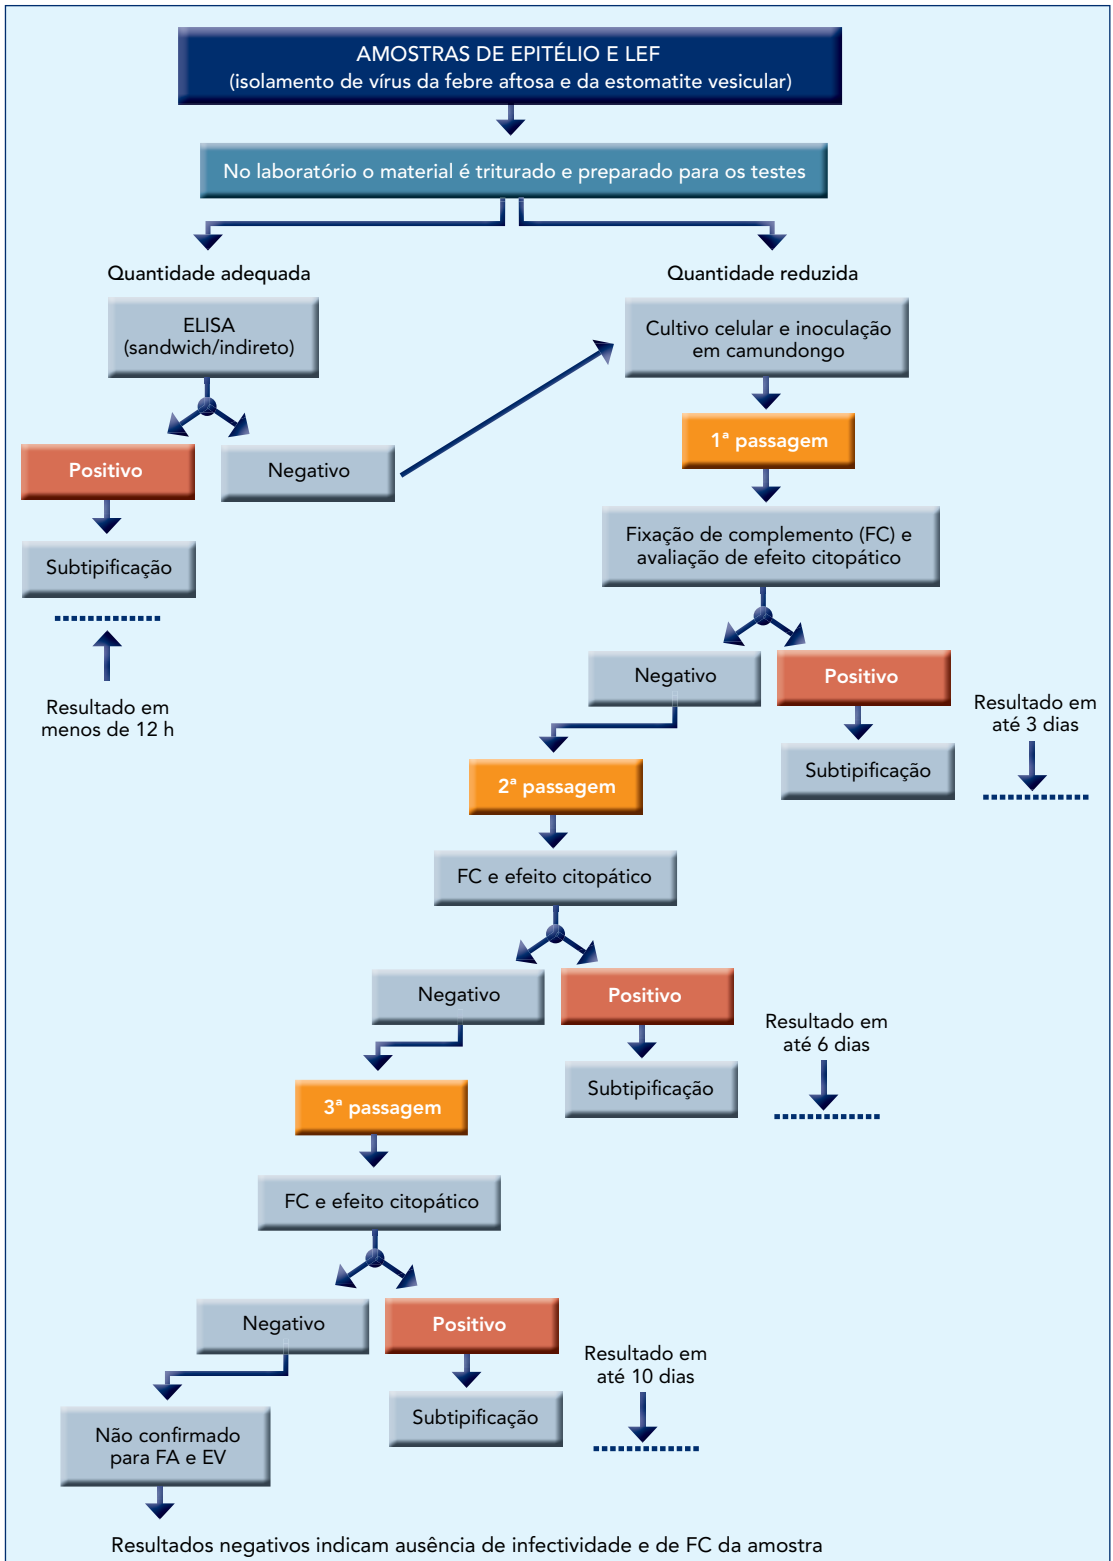 AMOSTRAS DE EPITÉLIO E LEF
(isolamento de vírus da febre aftosa e da estomatite vesicular)
No laboratório o material é triturado e preparado para os testes
Quantidade adequada
Quantidade reduzida
ELISA
(sandwich/indireto)
Cultivo celular e inoculação
em camundongo
1ª passagem
Positivo
Negativo
Fixação de complemento (FC) e
avaliação de efeito citopático
Subtipificação
Resultado em
menos de 12 h
Negativo
Positivo
Resultado em
até 3 dias
Subtipificação
2ª passagem
FC e efeito citopático
Negativo
Positivo
Resultado em
até 6 dias
Subtipificação
3ª passagem
FC e efeito citopático
Negativo
Positivo
Resultado em
até 10 dias
Subtipificação
Não confirmado
para FA e EV
Resultados negativos indicam ausência de infectividade e de FC da amostra